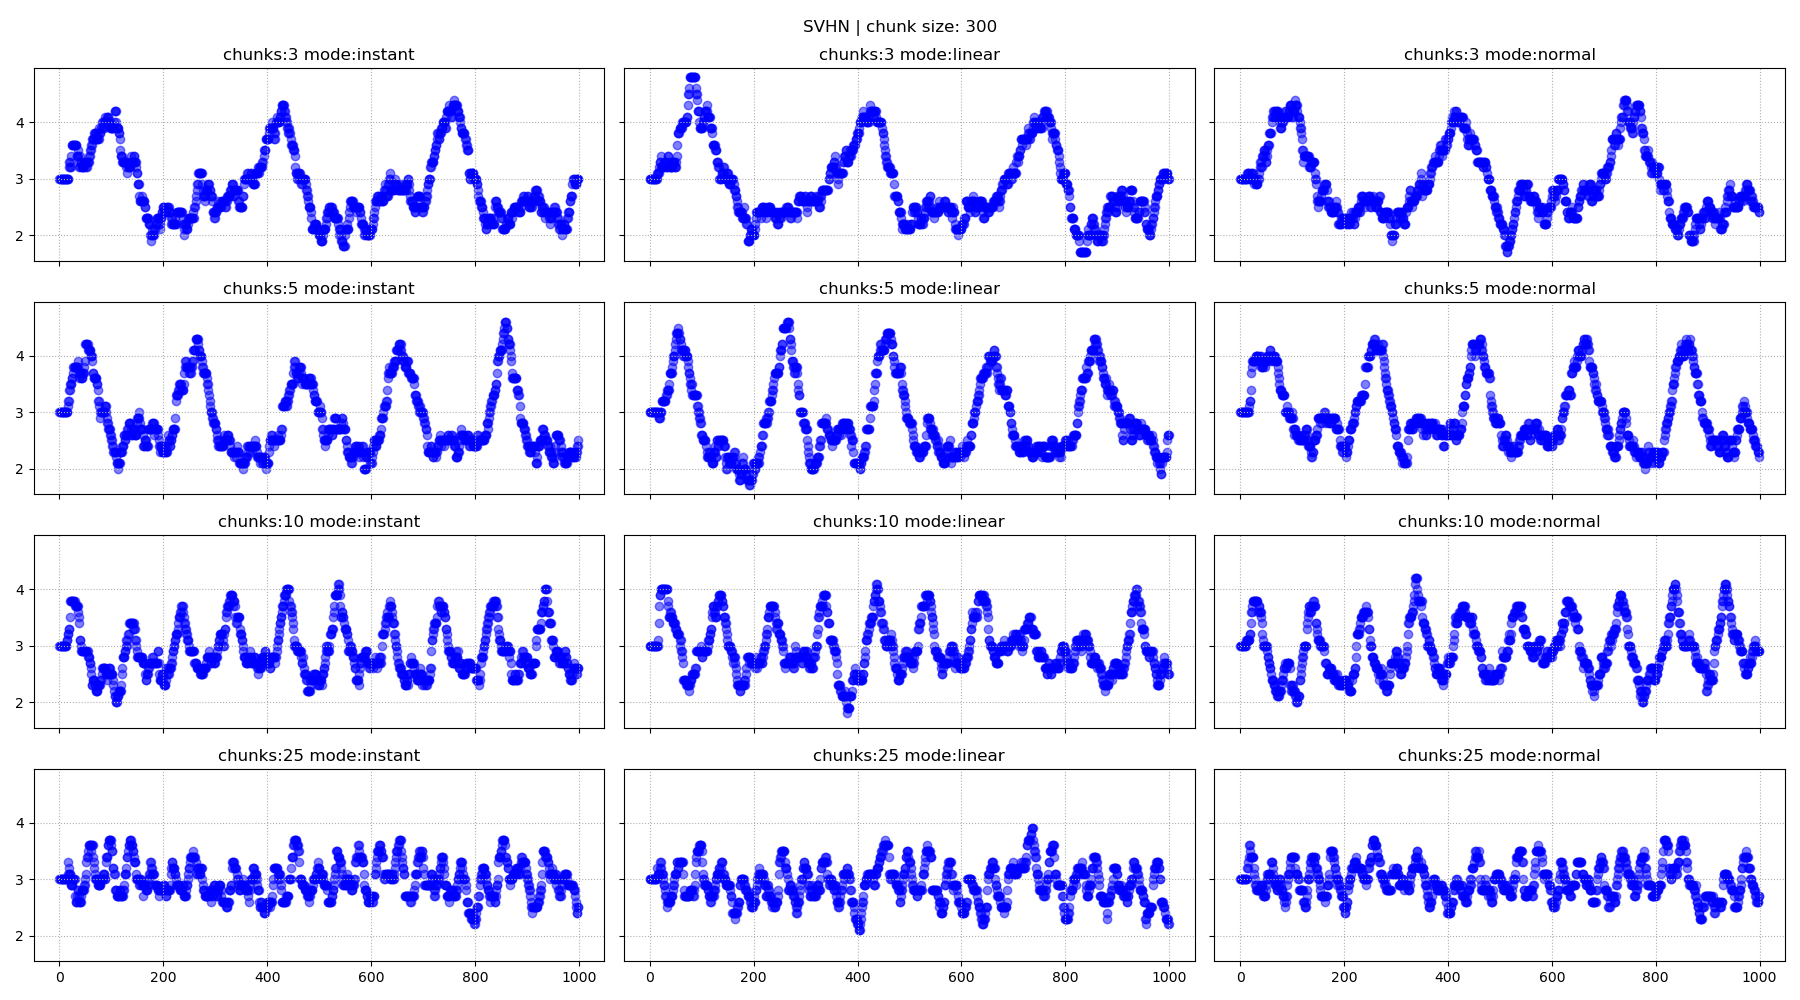 SVHN | chunk size: 300
chunks:3 mode:instant
chunks:3 mode:linear
chunks:3 mode:normal
4
3
2
chunks:5 mode:instant
chunks:5 mode:linear
chunks:5 mode:normal
4
3
2
chunks:10 mode:instant
chunks:10 mode:linear
chunks:10 mode:normal
4
3
2
chunks:25 mode:instant
chunks:25 mode:linear
chunks:25 mode:normal
4
3
2
0 200 400 600 800 1000
0 200 400 600 800 1000
0 200 400 600 800 1000